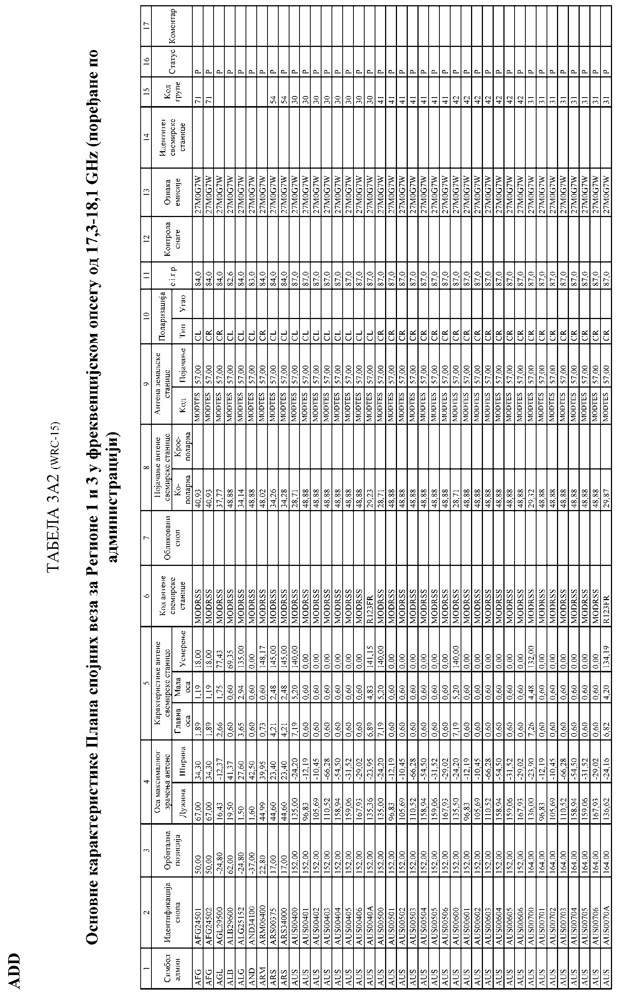 ADD
ТАБЕЛА 3А2 (WRC-15)
Основне карактеристике Плана спојних веза за Регионе 1 и 3 у фреквенцијском опсегу од 17,3-18,1 GHz (поређане по
администрацији)
1 2 3 4 5 6 7 8 9 10 11 12 13 14 15 16 17
Симбол админ. Идентификација снопа Орбитална позиција Оса максималног зрачења антене Карактеристике антене свемирске станице Код антене свемирске станице Обликовани сноп Појачање антене свемирске станице Антена земаљске станице Поларизација e.i.r.p. Контрола снаге Ознака емисије Идентитет свемирске станице Код групе Статус Коментар
Дужина Ширина Главна оса Мала оса Усмерење Ко-поларна Крос-поларна Код Појачање Тип Угао
AFG AFG24501 50,00 67,00 34,30 1,89 1,19 18,00 MODRSS 40,93 MODTES 57,00 CL 84,0 27M0G7W 71 P
AFG AFG24502 50,00 67,00 34,30 1,89 1,19 18,00 MODRSS 40,93 MODTES 57,00 CR 84,0 27M0G7W 71 P
AGL AGL29500 -24,80 16,43 -12,37 2,66 1,75 77,43 MODRSS 37,77 MODTES 57,00 CR 84,0 27M0G7W P
ALB ALB29600 62,00 19,50 41,37 0,60 0,60 69,35 MODRSS 48,88 MODTES 57,00 CL 82,6 27M0G7W P
ALG ALG25152 -24,80 1,50 27,60 3,65 2,94 135,00 MODRSS 34,14 MODTES 57,00 CL 84,0 27M0G7W P
AND AND34100 -37,00 1,60 42,50 0,60 0,60 0,00 MODRSS 48,88 MODTES 57,00 CL 83,0 27M0G7W P
ARM ARM06400 22,80 44,99 39,95 0,73 0,60 148,17 MODRSS 48,02 MODTES 57,00 CR 84,0 27M0G7W P
ARS ARS00375 17,00 44,60 23,40 4,21 2,48 145,00 MODRSS 34,26 MODTES 57,00 CL 84,0 27M0G7W 54 P
ARS ARS34000 17,00 44,60 23,40 4,21 2,48 145,00 MODRSS 34,28 MODTES 57,00 CL 84,0 27M0G7W 54 P
AUS AUS00400 152,00 135,00 -24,20 7,19 5,20 140,00 MODRSS 28,71 MODTES 57,00 CL 87,0 27M0G7W 30 P
AUS AUS00401 152,00 96,83 -12,19 0,60 0,60 0,00 MODRSS 48,88 MODTES 57,00 CL 87,0 27M0G7W 30 P
AUS AUS00402 152,00 105,69 -10,45 0,60 0,60 0,00 MODRSS 48,88 MODTES 57,00 CL 87,0 27M0G7W 30 P
AUS AUS00403 152,00 110,52 -66,28 0,60 0,60 0,00 MODRSS 48,88 MODTES 57,00 CL 87,0 27M0G7W 30 P
AUS AUS00404 152,00 158,94 -54,50 0,60 0,60 0,00 MODRSS 48,88 MODTES 57,00 CL 87,0 27M0G7W 30 P
AUS AUS00405 152,00 159,06 -31,52 0,60 0,60 0,00 MODRSS 48,88 MODTES 57,00 CL 87,0 27M0G7W 30 P
AUS AUS00406 152,00 167,93 -29,02 0,60 0,60 0,00 MODRSS 48,88 MODTES 57,00 CL 87,0 27M0G7W 30 P
AUS AUS0040A 152,00 135,36 -23,95 6,89 4,83 141,15 R123FR 29,23 MODTES 57,00 CL 87,0 27M0G7W 30 P
AUS AUS00500 152,00 135,00 -24,20 7,19 5,20 140,00 MODRSS 28,71 MODTES 57,00 CR 87,0 27M0G7W 41 P
AUS AUS00501 152,00 96,83 -12,19 0,60 0,60 0,00 MODRSS 48,88 MODTES 57,00 CR 87,0 27M0G7W 41 P
AUS AUS00502 152,00 105,69 -10,45 0,60 0,60 0,00 MODRSS 48,88 MODTES 57,00 CR 87,0 27M0G7W 41 P
AUS AUS00503 152,00 110,52 -66,28 0,60 0,60 0,00 MODRSS 48,88 MODTES 57,00 CR 87,0 27M0G7W 41 P
AUS AUS00504 152,00 158,94 -54,50 0,60 0,60 0,00 MODRSS 48,88 MODTES 57,00 CR 87,0 27M0G7W 41 P
AUS AUS00505 152,00 159,06 -31,52 0,60 0,60 0,00 MODRSS 48,88 MODTES 57,00 CR 87,0 27M0G7W 41 P
AUS AUS00506 152,00 167,93 -29,02 0,60 0,60 0,00 MODRSS 48,88 MODTES 57,00 CR 87,0 27M0G7W 41 P
AUS AUS00600 152,00 135,50 -24,20 7,19 5,20 140,00 MODRSS 28,71 MODTES 57,00 CR 87,0 27M0G7W 42 P
AUS AUS00601 152,00 96,83 -12,19 0,60 0,60 0,00 MODRSS 48,88 MODTES 57,00 CR 87,0 27M0G7W 42 P
AUS AUS00602 152,00 105,69 -10,45 0,60 0,60 0,00 MODRSS 48,88 MODTES 57,00 CR 87,0 27M0G7W 42 P
AUS AUS00603 152,00 110,52 -66,28 0,60 0,60 0,00 MODRSS 48,88 MODTES 57,00 CR 87,0 27M0G7W 42 P
AUS AUS00604 152,00 158,94 -54,50 0,60 0,60 0,00 MODRSS 48,88 MODTES 57,00 CR 87,0 27M0G7W 42 P
AUS AUS00605 152,00 159,06 -31,52 0,60 0,60 0,00 MODRSS 48,88 MODTES 57,00 CR 87,0 27M0G7W 42 P
AUS AUS00606 152,00 167,93 -29,02 0,60 0,60 0,00 MODRSS 48,88 MODTES 57,00 CR 87,0 27M0G7W 42 P
AUS AUS00700 164,00 136,00 -23,90 7,26 4,48 132,00 MODRSS 29,32 MODTES 57,00 CR 87,0 27M0G7W 31 P
AUS AUS00701 164,00 96,83 -12,19 0,60 0,60 0,00 MODRSS 48,88 MODTES 57,00 CR 87,0 27M0G7W 31 P
AUS AUS00702 164,00 105,69 -10,45 0,60 0,60 0,00 MODRSS 48,88 MODTES 57,00 CR 87,0 27M0G7W 31 P
AUS AUS00703 164,00 110,52 -66,28 0,60 0,60 0,00 MODRSS 48,88 MODTES 57,00 CR 87,0 27M0G7W 31 P
AUS AUS00704 164,00 158,94 -54,50 0,60 0,60 0,00 MODRSS 48,88 MODTES 57,00 CR 87,0 27M0G7W 31 P
AUS AUS00705 164,00 159,06 -31,52 0,60 0,60 0,00 MODRSS 48,88 MODTES 57,00 CR 87,0 27M0G7W 31 P
AUS AUS00706 164,00 167,93 -29,02 0,60 0,60 0,00 MODRSS 48,88 MODTES 57,00 CR 87,0 27M0G7W 31 P
AUS AUS0070A 164,00 136,62 -24,16 6,82 4,20 134,19 R123FR 29,87 MODTES 57,00 CR 87,0 27M0G7W 31 P